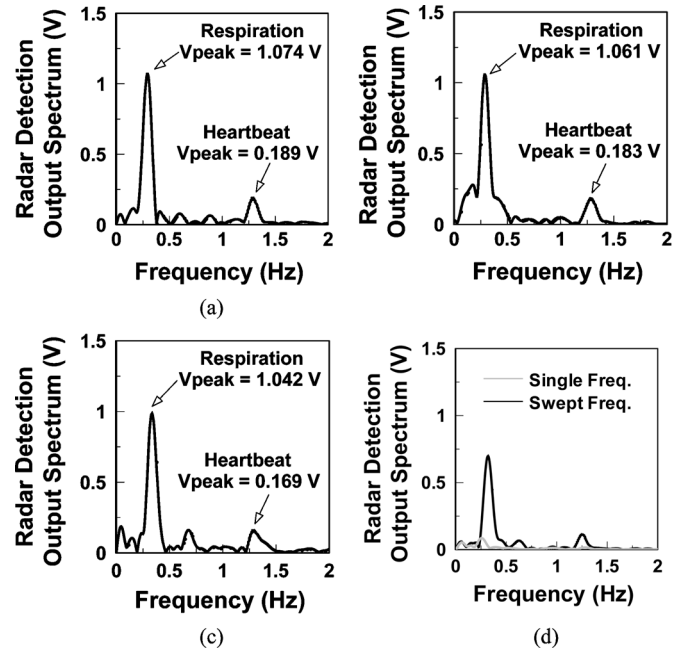 1.5
1
0.5
0
Radar Detection
Output Spectrum (V)
Respiration
Vpeak = 1.074 V
Heartbeat
Vpeak = 0.189 V
0 0.5 1 1.5 2
Frequency (Hz)
(a)
1.5
1
0.5
0
Radar Detection
Output Spectrum (V)
Respiration
Vpeak = 1.061 V
Heartbeat
Vpeak = 0.183 V
0 0.5 1 1.5 2
Frequency (Hz)
1.5
1
0.5
0
Radar Detection
Output Spectrum (V)
Respiration
Vpeak = 1.042 V
Heartbeat
Vpeak = 0.169 V
0 0.5 1 1.5 2
Frequency (Hz)
(c)
1.5
1
0.5
0
Radar Detection
Output Spectrum (V)
Single Freq.
Swept Freq.
0 0.5 1 1.5 2
Frequency (Hz)
(d)